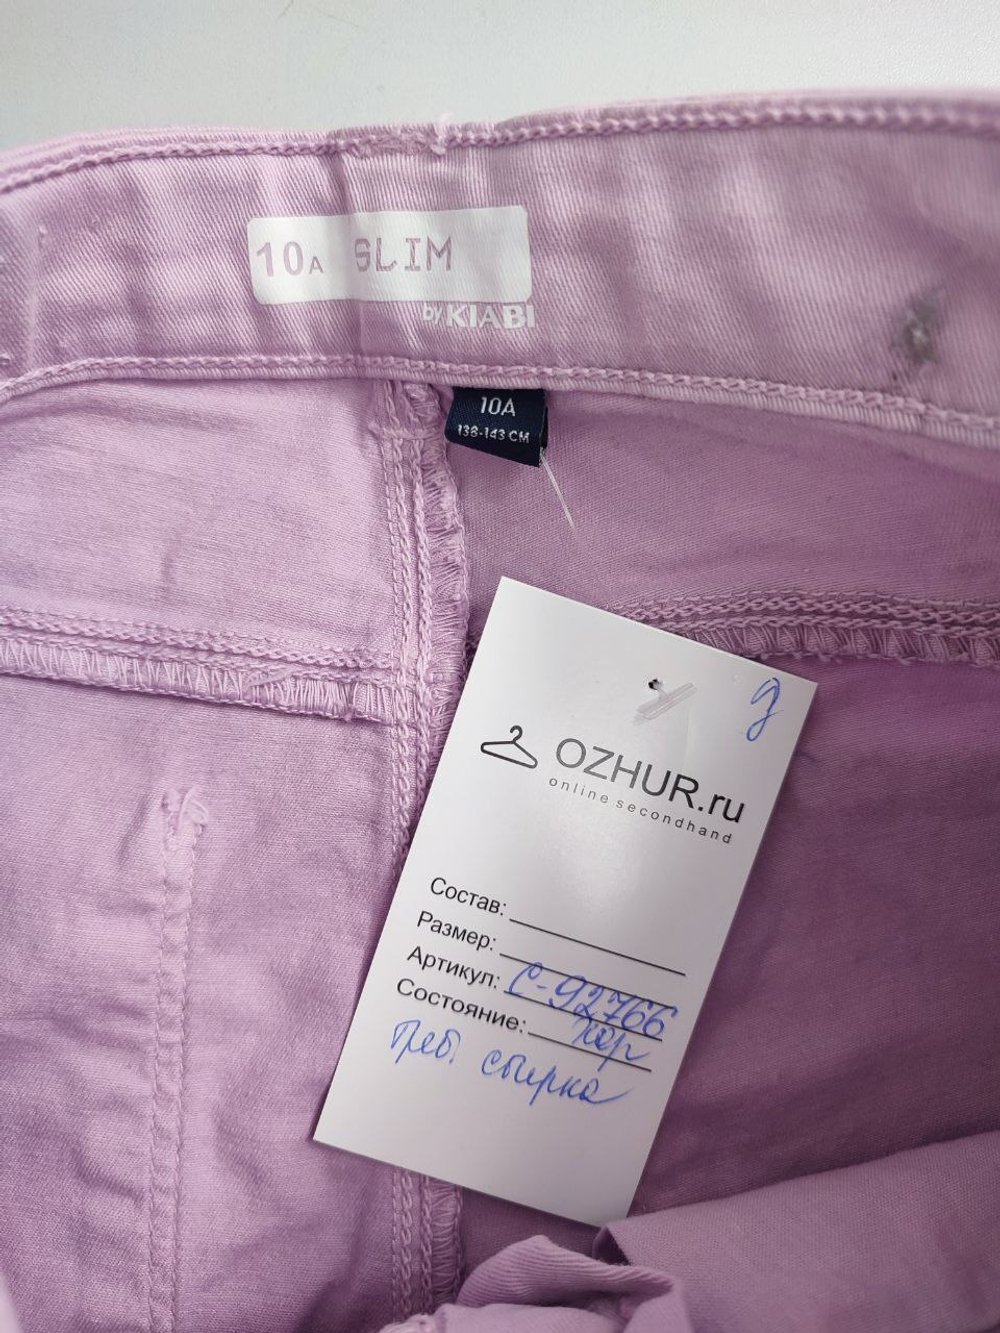 10A SLIM
by KIABI
10A
138-143 CM
д
OZHUR.ru
online secondhand
Состав:
Размер:
Артикул: С-92766
Состояние: хор
Треб. стирка